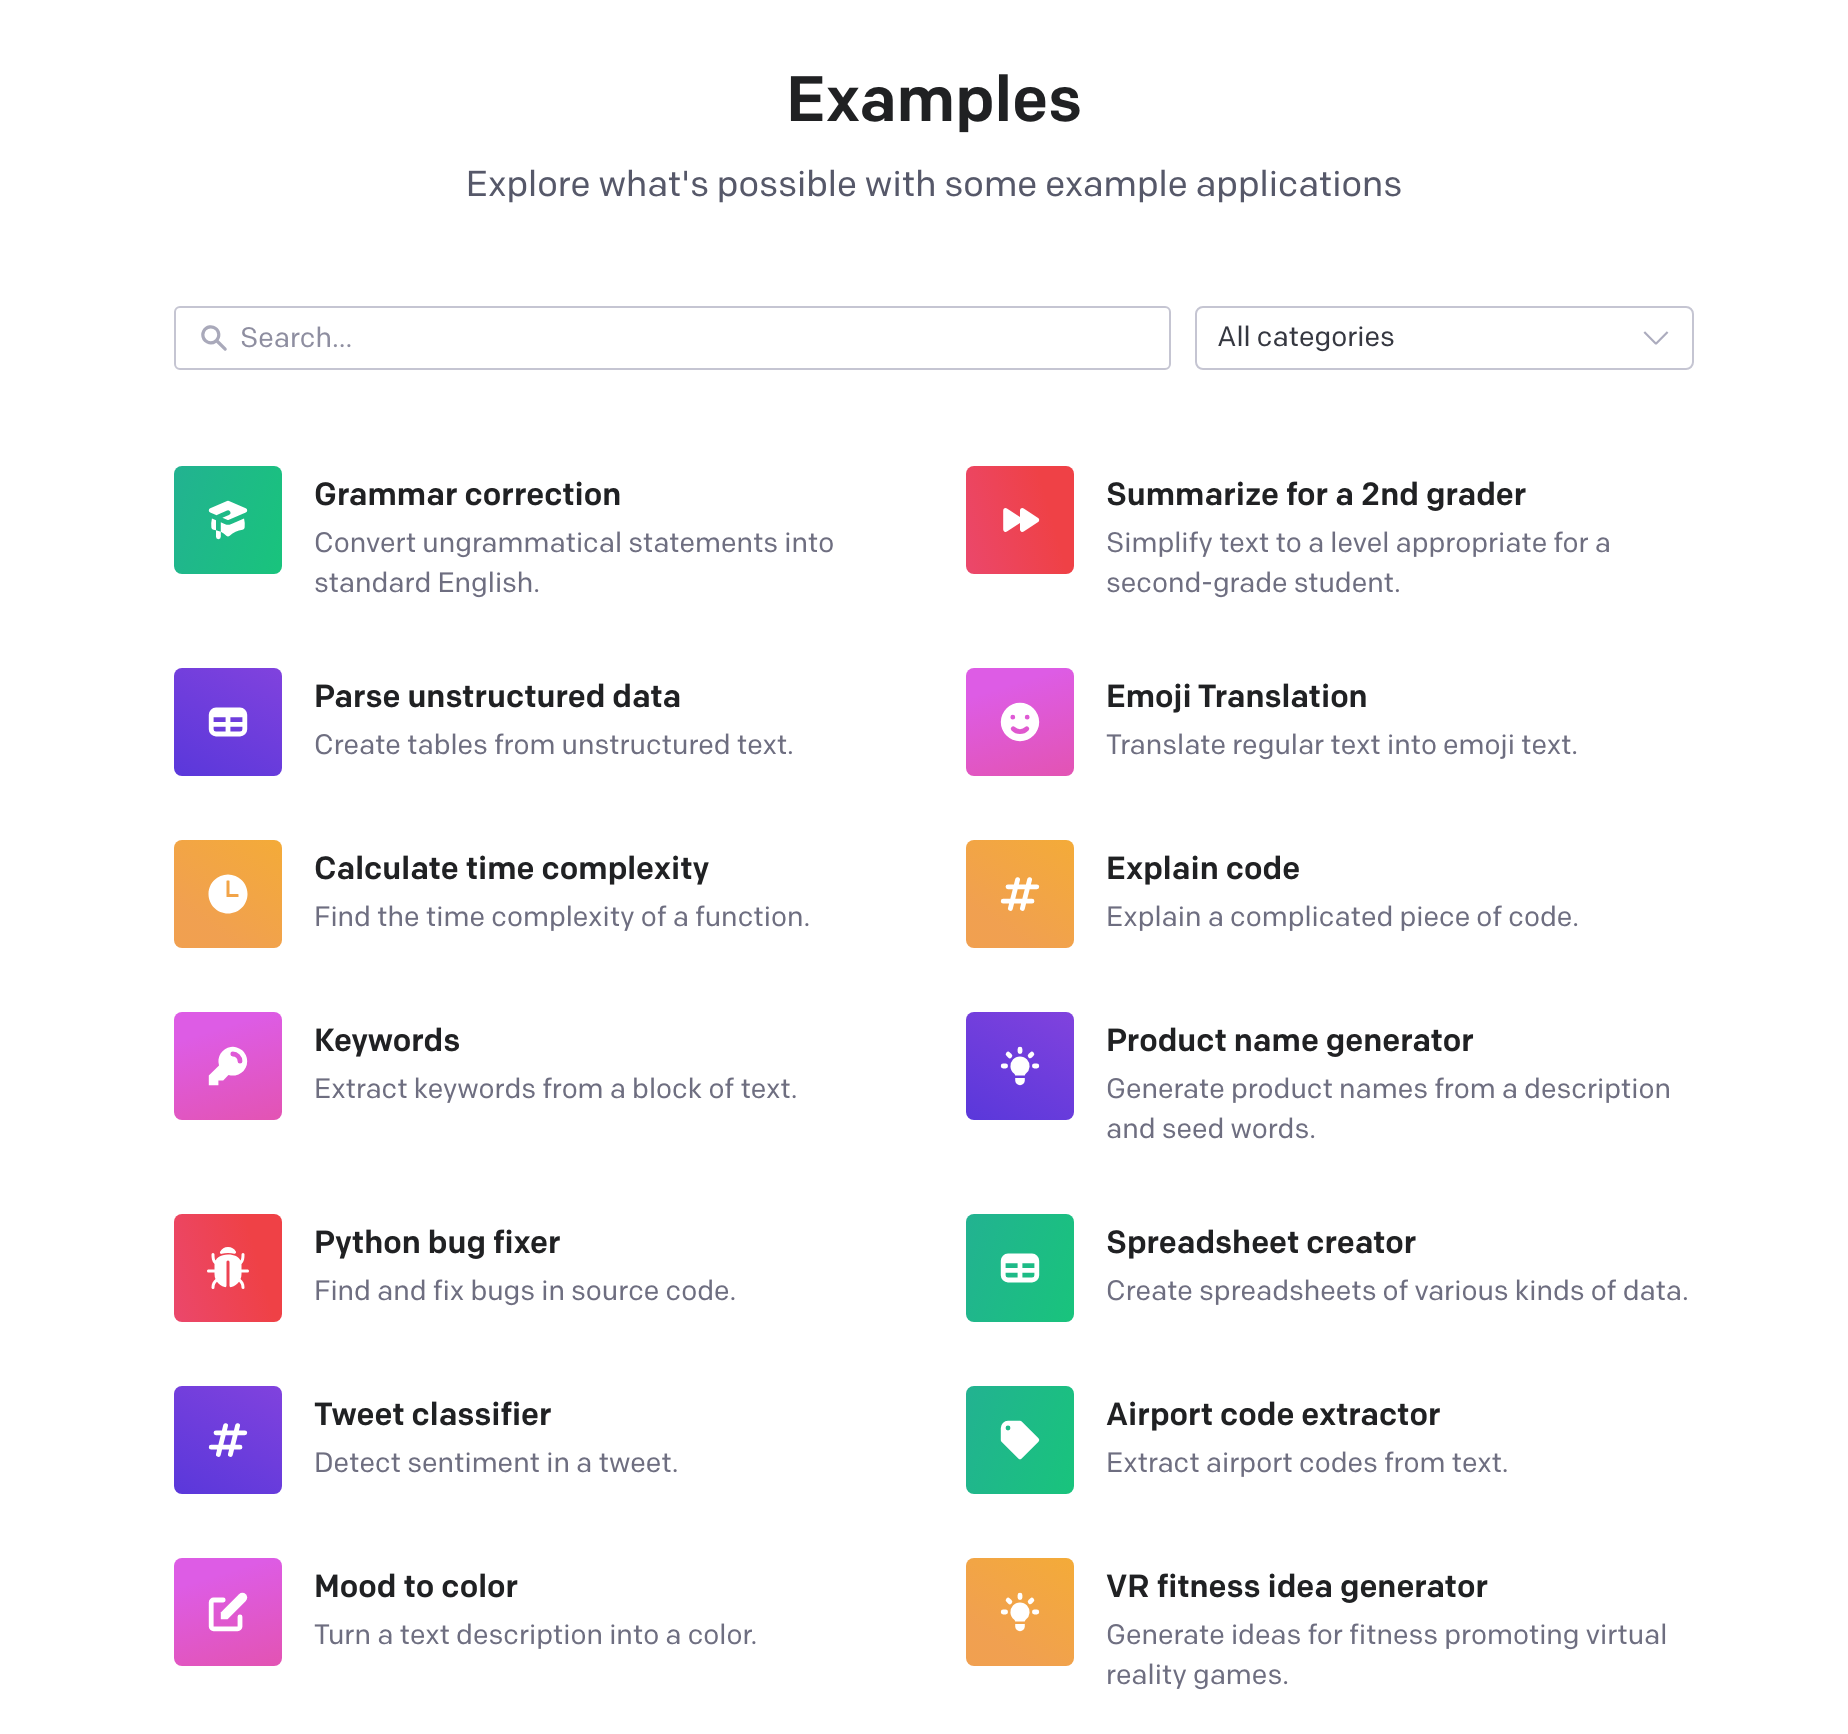 Examples
Explore what's possible with some example applications
Search...
All categories
Grammar correction
Convert ungrammatical statements into
standard English.
Summarize for a 2nd grader
Simplify text to a level appropriate for a
second-grade student.
Parse unstructured data
Create tables from unstructured text.
Emoji Translation
Translate regular text into emoji text.
Calculate time complexity
Find the time complexity of a function.
Explain code
Explain a complicated piece of code.
Keywords
Extract keywords from a block of text.
Product name generator
Generate product names from a description
and seed words.
Python bug fixer
Find and fix bugs in source code.
Spreadsheet creator
Create spreadsheets of various kinds of data.
Tweet classifier
Detect sentiment in a tweet.
Airport code extractor
Extract airport codes from text.
Mood to color
Turn a text description into a color.
VR fitness idea generator
Generate ideas for fitness promoting virtual
reality games.